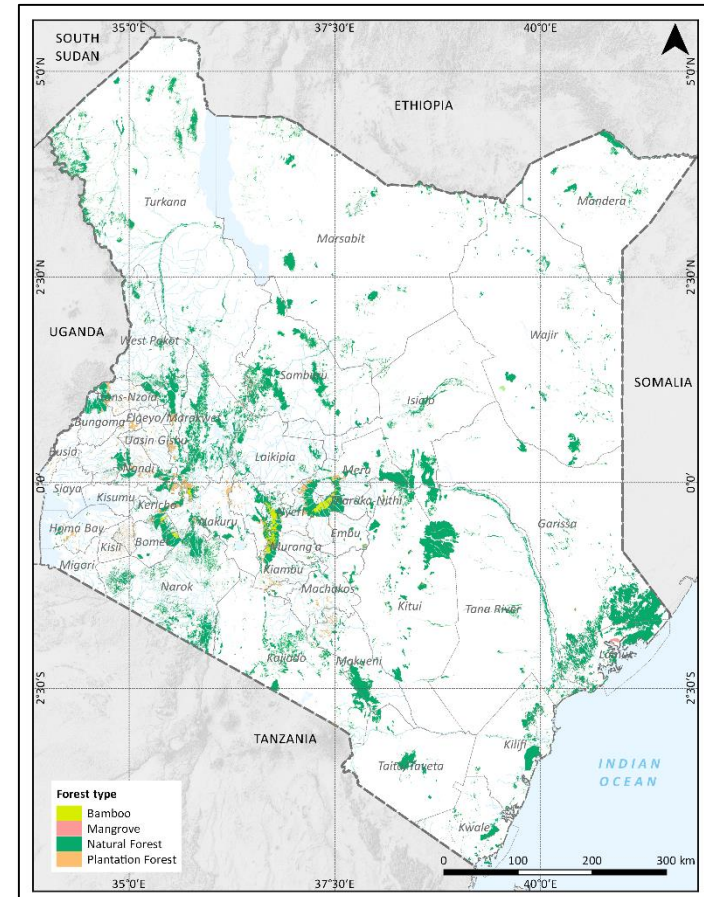 35°0'E
37°30'E
40°0'E
SOUTH
SUDAN
5°0'N
5°0'N
ETHIOPIA
Mandera
Turkana
Marsabit
2°30'N
2°30'N
UGANDA
West Pokot
Wajir
SOMALIA
Samburu
Trans-Nzoia
Isiolo
Elgeyo/Marakwet
Bungoma
Uasin Gishu
Busia
Laikipia
Nandi
Meru
0°0'
0°0'
Siaya
Kisumu
Tharaka-Nithi
Kericho
Nyeri
Garissa
Homa Bay
Nakuru
Embu
Kisii
Bomet
Murang'a
Migari
Kiambu
Machakos
Narok
Kitui
Tana River
Lamu
Kajiado
Makueni
2°30'S
2°30'S
TANZANIA
Kilifi
Taita/Taveta
INDIAN
OCEAN
Kwale
Forest type
Bamboo
Mangrove
Natural Forest
Plantation Forest
0
100
200
300 km
35°0'E
37°30'E
40°0'E